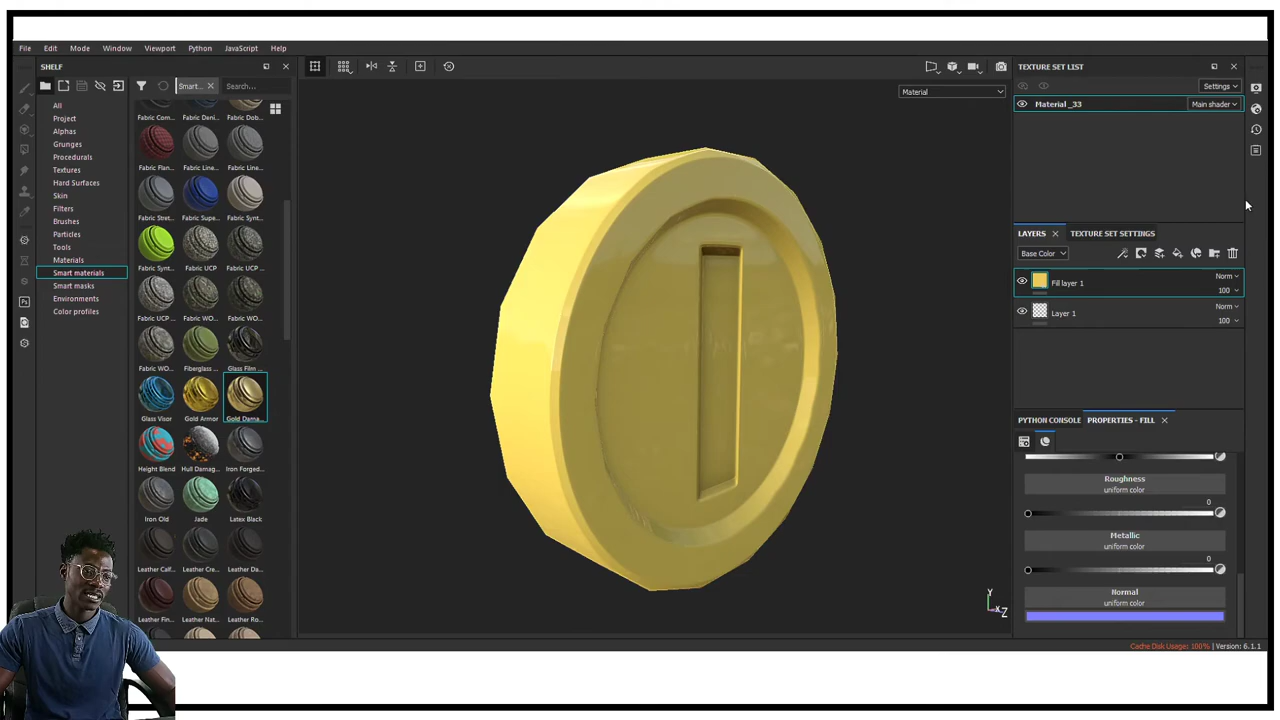 File Edit Mode Window Viewport Python JavaScript Help
SHELF
Smart...
Search...
All
Project
Alphas
Grunges
Procedurals
Textures
Hard Surfaces
Skin
Filters
Brushes
Particles
Tools
Materials
Smart materials
Smart masks
Environments
Color profiles
Fabric Corn... Fabric Deni... Fabric Dob...
Fabric Flan... Fabric Line... Fabric Line...
Fabric Stret... Fabric Supe... Fabric Synt...
Fabric Synt... Fabric UCP Fabric UCP ...
Fabric UCP ... Fabric WO... Fabric WO...
Fabric WO... Fiberglass ... Glass Film ...
Glass Visor Gold Armor Gold Dama...
Height Blend Hull Damag... Iron Forged...
Iron Old Jade Latex Black
Leather Calf... Leather Cre... Leather Da...
Leather Fin... Leather Nat... Leather Ro...
Material
TEXTURE SET LIST
Settings
Material _33
Main shader
LAYERS TEXTURE SET SETTINGS
Base Color
Fill layer 1
Norm
100
Layer 1
Norm
100
PYTHON CONSOLE PROPERTIES - FILL
Roughness
uniform color
0
Metallic
uniform color
0
Normal
uniform color
Y
X
Z
Ps
Cache Disk Usage: 100% | Version: 6.1.1